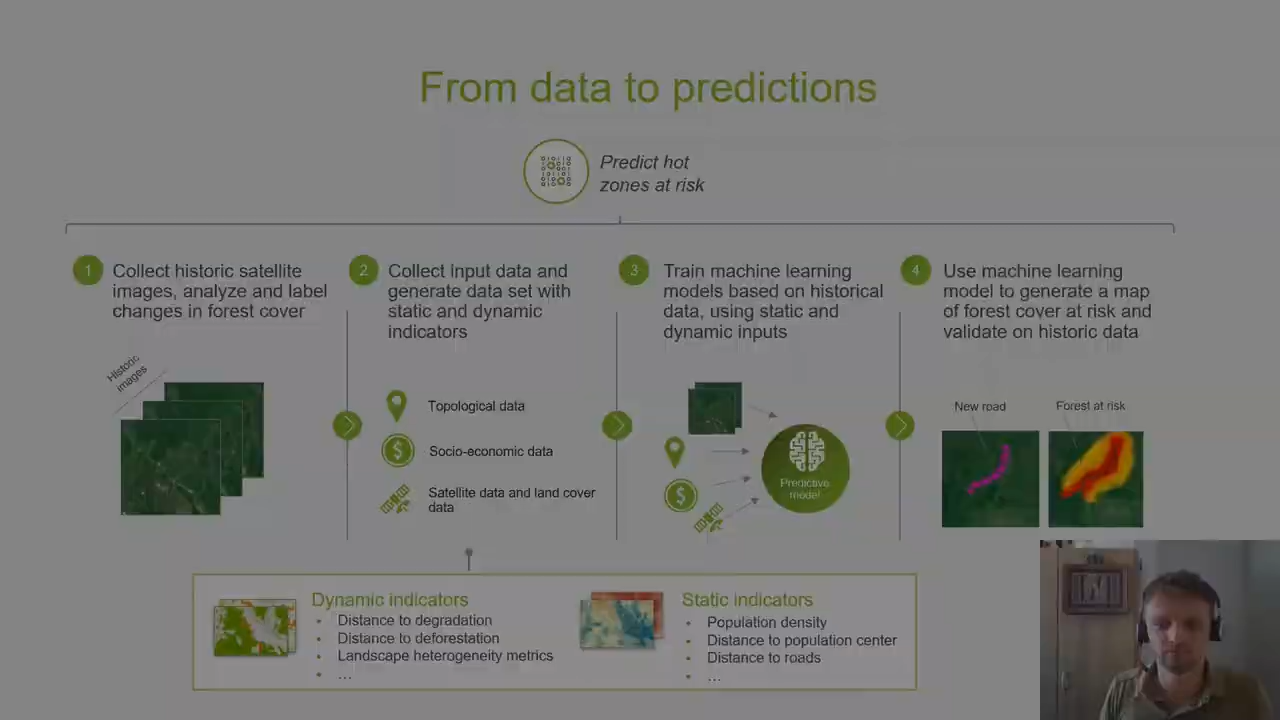 From data to predictions
Predict hot
zones at risk
1
Collect historic satellite
images, analyze and label
changes in forest cover
2
Collect input data and
generate data set with
static and dynamic
indicators
3
Train machine learning
models based on historical
data, using static and
dynamic inputs
4
Use machine learning
model to generate a map
of forest cover at risk and
validate on historic data
Historic
images
Topological data
$
Socio-economic data
Satellite data and land cover
data
$
Predictive
model
New road
Forest at risk
Dynamic indicators
• Distance to degradation
• Distance to deforestation
• Landscape heterogeneity metrics
• ...
Static indicators
• Population density
• Distance to population center
• Distance to roads
• ...